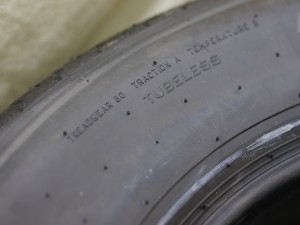 TREADWEAR 80 TRACTION A TEMPERATURE B
TUBELESS